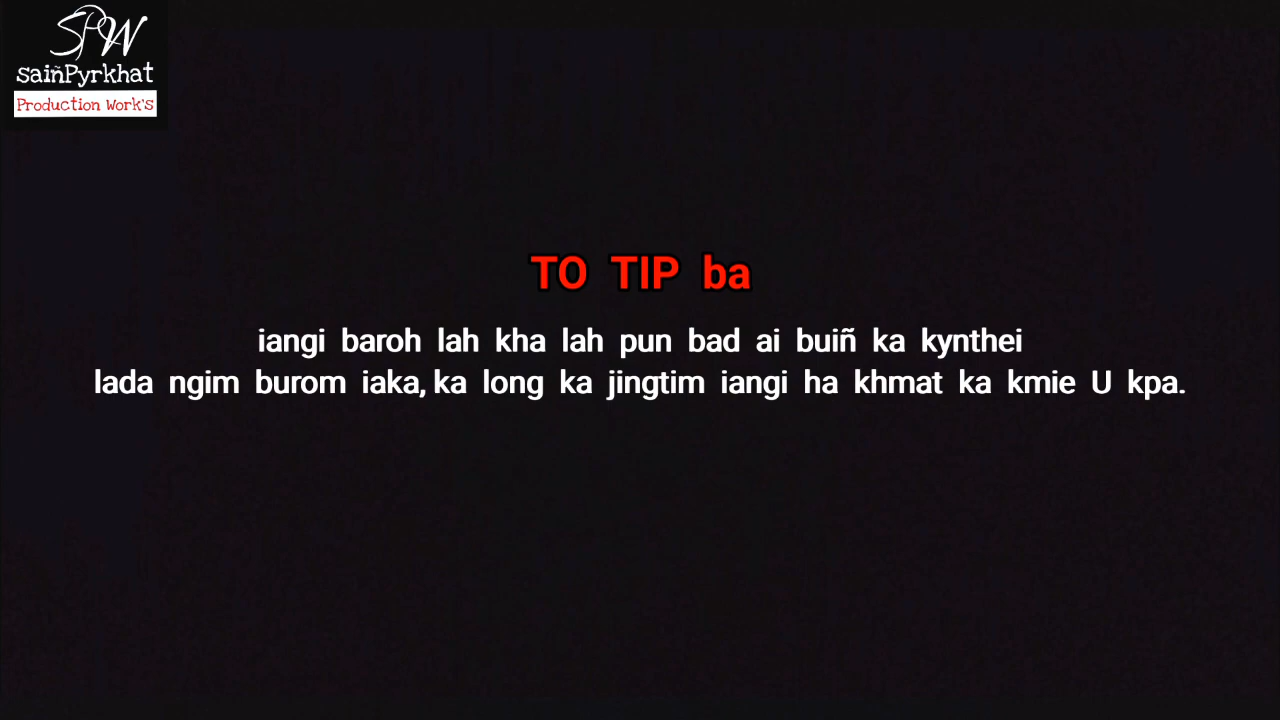 SPW
saiñPyrkhat
Production Work's
TO TIP ba
iangi baroh lah kha lah pun bad ai buiñ ka kynthei
lada ngim burom iaka, ka long ka jingtim iangi ha khmat ka kmie U kpa.